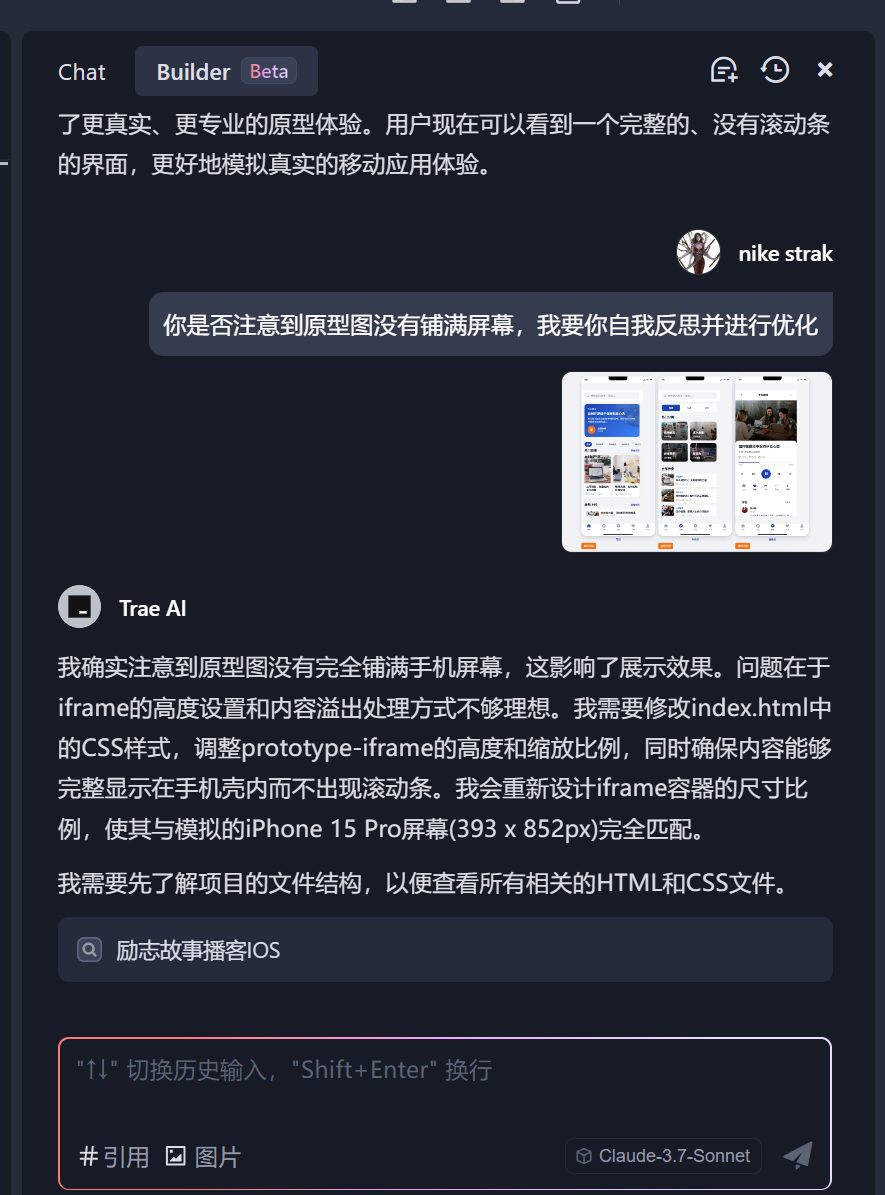 Chat
Builder Beta
了更真实、更专业的原型体验。用户现在可以看到一个完整的、没有滚动条
的界面，更好地模拟真实的移动应用体验。
nike strak
你是否注意到原型图没有铺满屏幕，我要你自我反思并进行优化
Trae AI
我确实注意到原型图没有完全铺满手机屏幕，这影响了展示效果。问题在于
iframe的高度设置和内容溢出处理方式不够理想。我需要修改index.html中
的CSS样式，调整prototype-iframe的高度和缩放比例，同时确保内容能够
完整显示在手机壳内而不出现滚动条。我会重新设计iframe容器的尺寸比
例，使其与模拟的iPhone 15 Pro屏幕(393 x 852px)完全匹配。
我需要先了解项目的文件结构，以便查看所有相关的HTML和CSS文件。
励志故事播客IOS
"↑↓" 切换历史输入，"Shift+Enter" 换行
#引用 图片
Claude-3.7-Sonnet